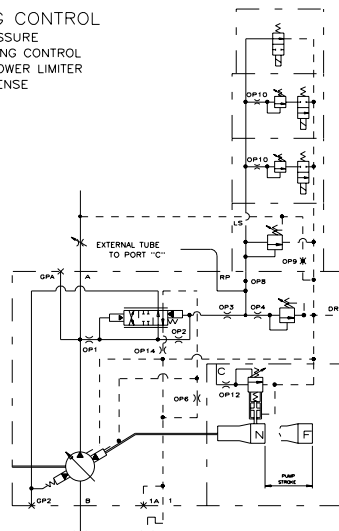 G CONTROL
SSURE
NG CONTROL
OWER LIMITER
ENSE
OP10
OP10
LS
EXTERNAL TUBE
TO PORT "C"
OP9
GPA
A
RP
OP8
OP3
OP4
DR
OP1
OP2
OP14
C
OP12
OP6
N
F
PUMP
STROKE
GP2
B
1A
1